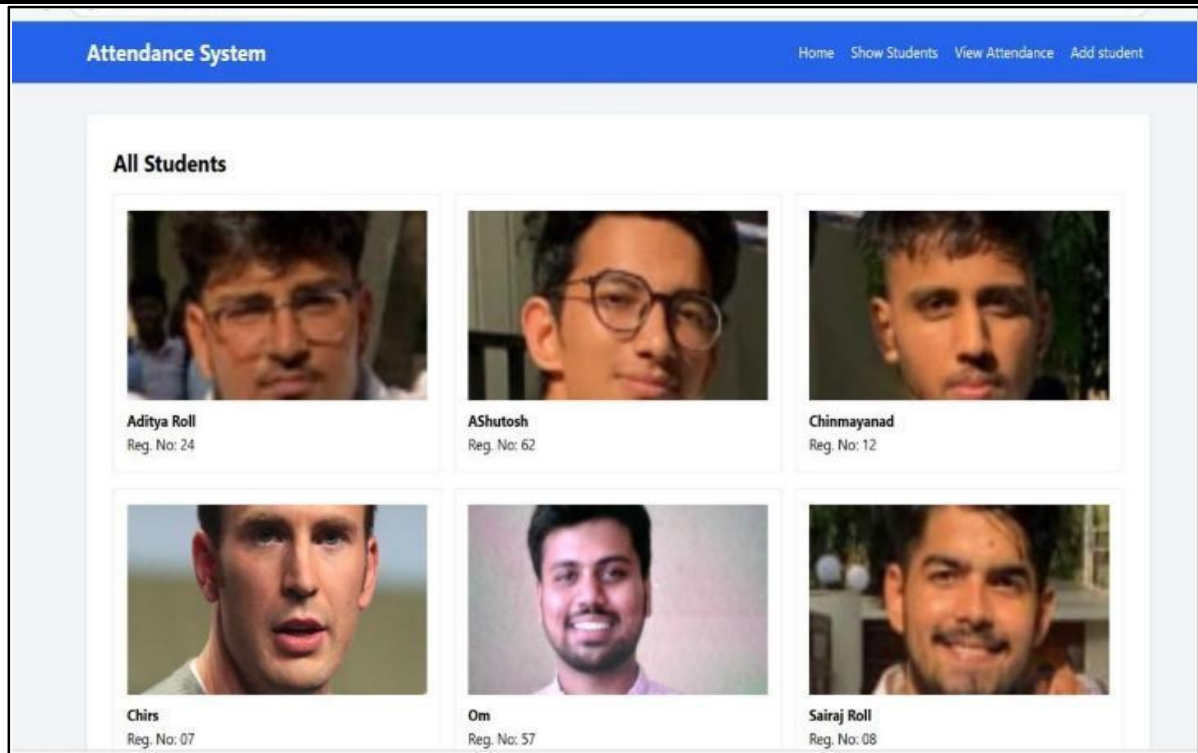 Attendance System
Home Show Students View Attendance Add student
All Students
Aditya Roll
Reg. No: 24
AShutosh
Reg. No: 62
Chinmayanad
Reg. No: 12
Chirs
Reg. No: 07
Om
Reg. No: 57
Sairaj Roll
Reg. No: 08